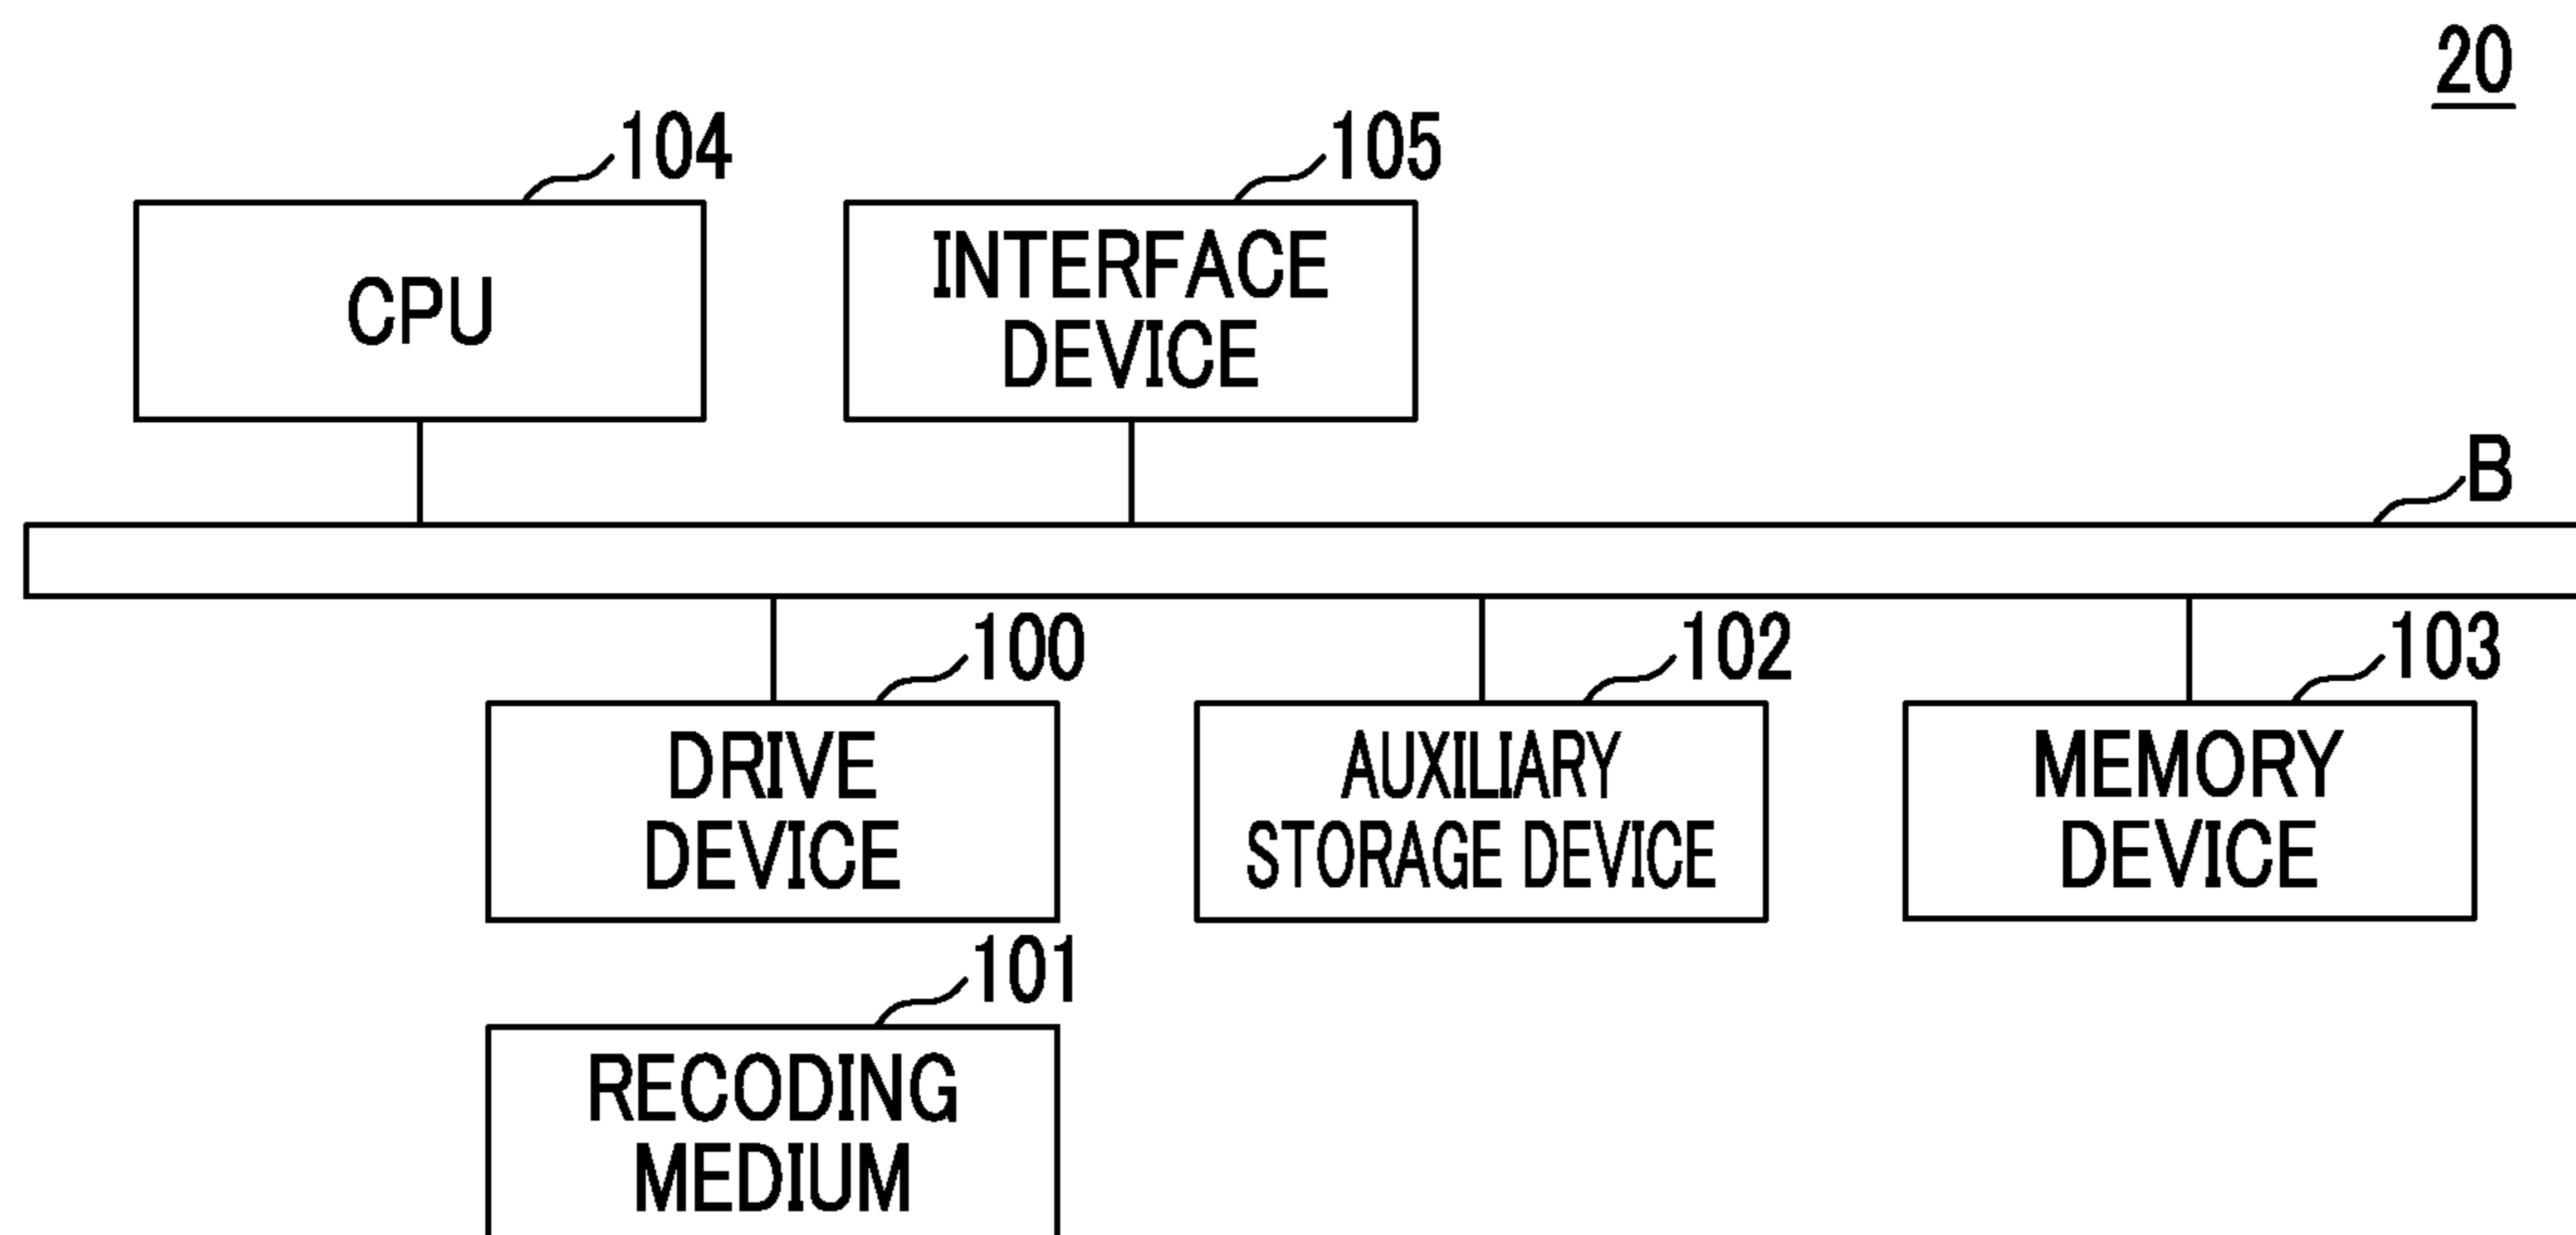 20
104
105
CPU
INTERFACE
DEVICE
B
100
102
103
DRIVE
DEVICE
AUXILIARY
STORAGE DEVICE
MEMORY
DEVICE
101
RECODING
MEDIUM